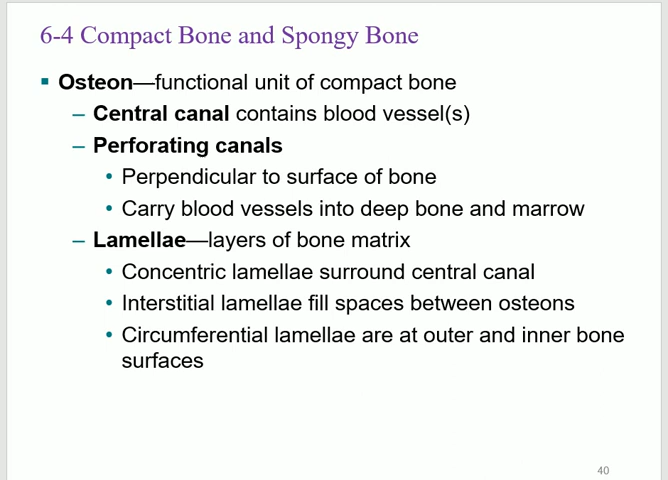 6-4 Compact Bone and Spongy Bone
▪ Osteon—functional unit of compact bone
– Central canal contains blood vessel(s)
– Perforating canals
• Perpendicular to surface of bone
• Carry blood vessels into deep bone and marrow
– Lamellae—layers of bone matrix
• Concentric lamellae surround central canal
• Interstitial lamellae fill spaces between osteons
• Circumferential lamellae are at outer and inner bone
surfaces
40